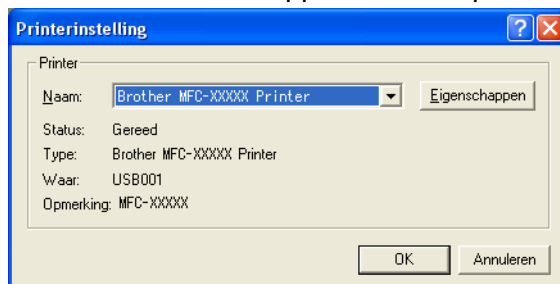 Printerinstelling
Printer
Naam: Brother MFC-XXXXX Printer Eigenschappen
Status: Gereed
Type: Brother MFC-XXXXX Printer
Waar: USB001
Opmerking: MFC-XXXXX
OK Annuleren